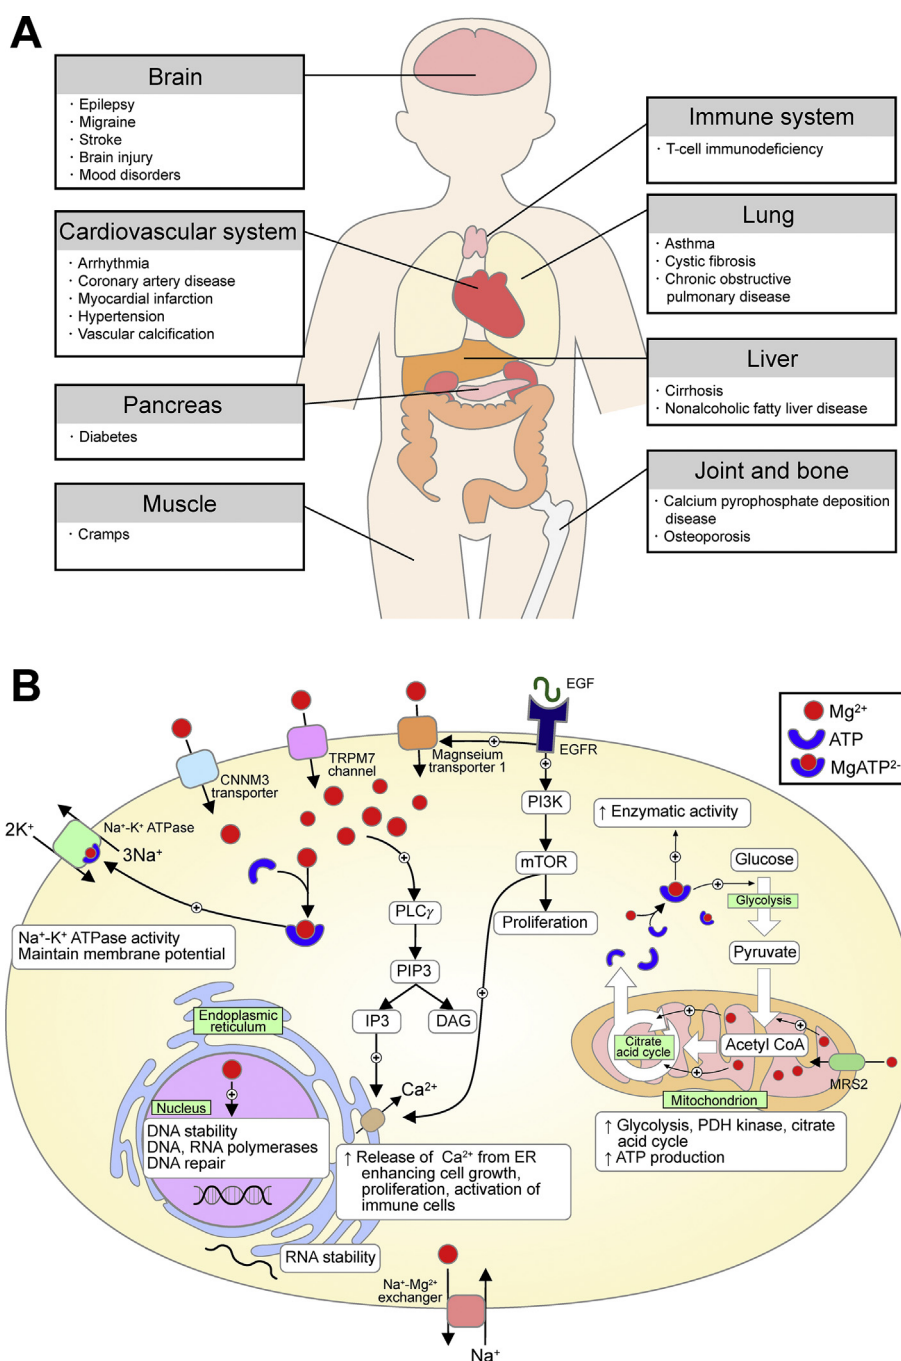 A
Brain
· Epilepsy
· Migraine
· Stroke
· Brain injury
· Mood disorders
Cardiovascular system
· Arrhythmia
· Coronary artery disease
· Myocardial infarction
· Hypertension
· Vascular calcification
Pancreas
· Diabetes
Muscle
· Cramps
Immune system
· T-cell immunodeficiency
Lung
· Asthma
· Cystic fibrosis
· Chronic obstructive
pulmonary disease
Liver
· Cirrhosis
· Nonalcoholic fatty liver disease
Joint and bone
· Calcium pyrophosphate deposition
disease
· Osteoporosis
B
EGF
EGFR
Mg²⁺
ATP
MgATP²⁻
CNNM3
transporter
TRPM7
channel
Magnseium
transporter 1
2K⁺
Na⁺-K⁺ ATPase
3Na⁺
Na⁺-K⁺ ATPase activity
Maintain membrane potential
PLCγ
PIP3
IP3
DAG
PI3K
mTOR
Proliferation
↑ Enzymatic activity
Glucose
Glycolysis
Pyruvate
Acetyl CoA
Citrate
acid cycle
MRS2
Mitochondrion
↑ Glycolysis, PDH kinase, citrate
acid cycle
↑ ATP production
Endoplasmic
reticulum
Nucleus
DNA stability
DNA, RNA polymerases
DNA repair
Ca²⁺
↑ Release of Ca²⁺ from ER
enhancing cell growth,
proliferation, activation of
immune cells
RNA stability
Na⁺-Mg²⁺
exchanger
Na⁺